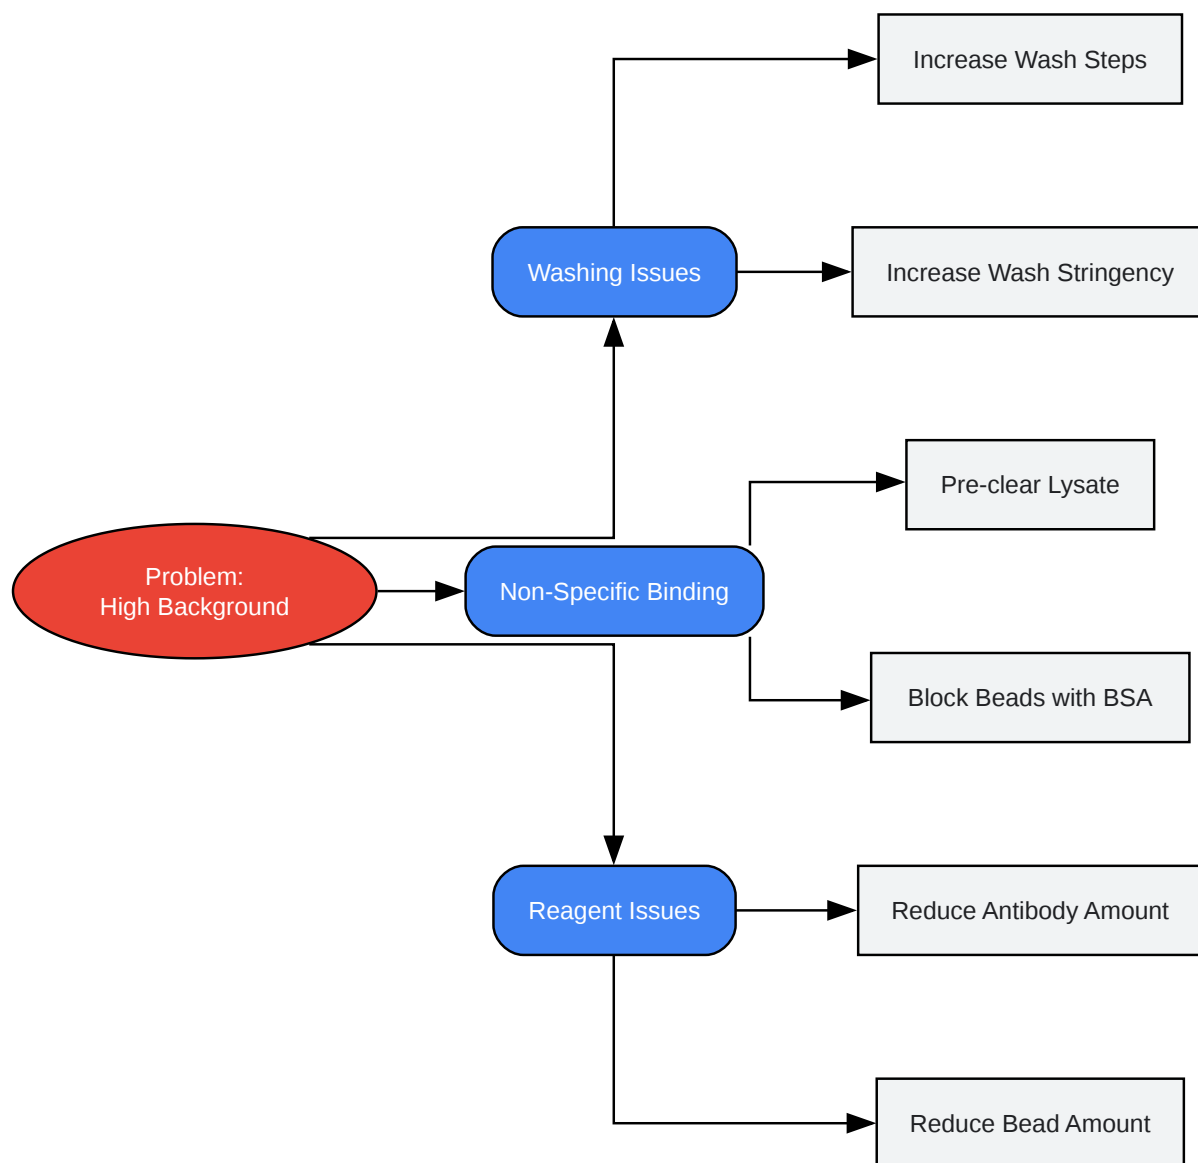 Increase Wash Steps
Washing Issues
Increase Wash Stringency
Pre-clear Lysate
Problem:
High Background
Non-Specific Binding
Block Beads with BSA
Reagent Issues
Reduce Antibody Amount
Reduce Bead Amount